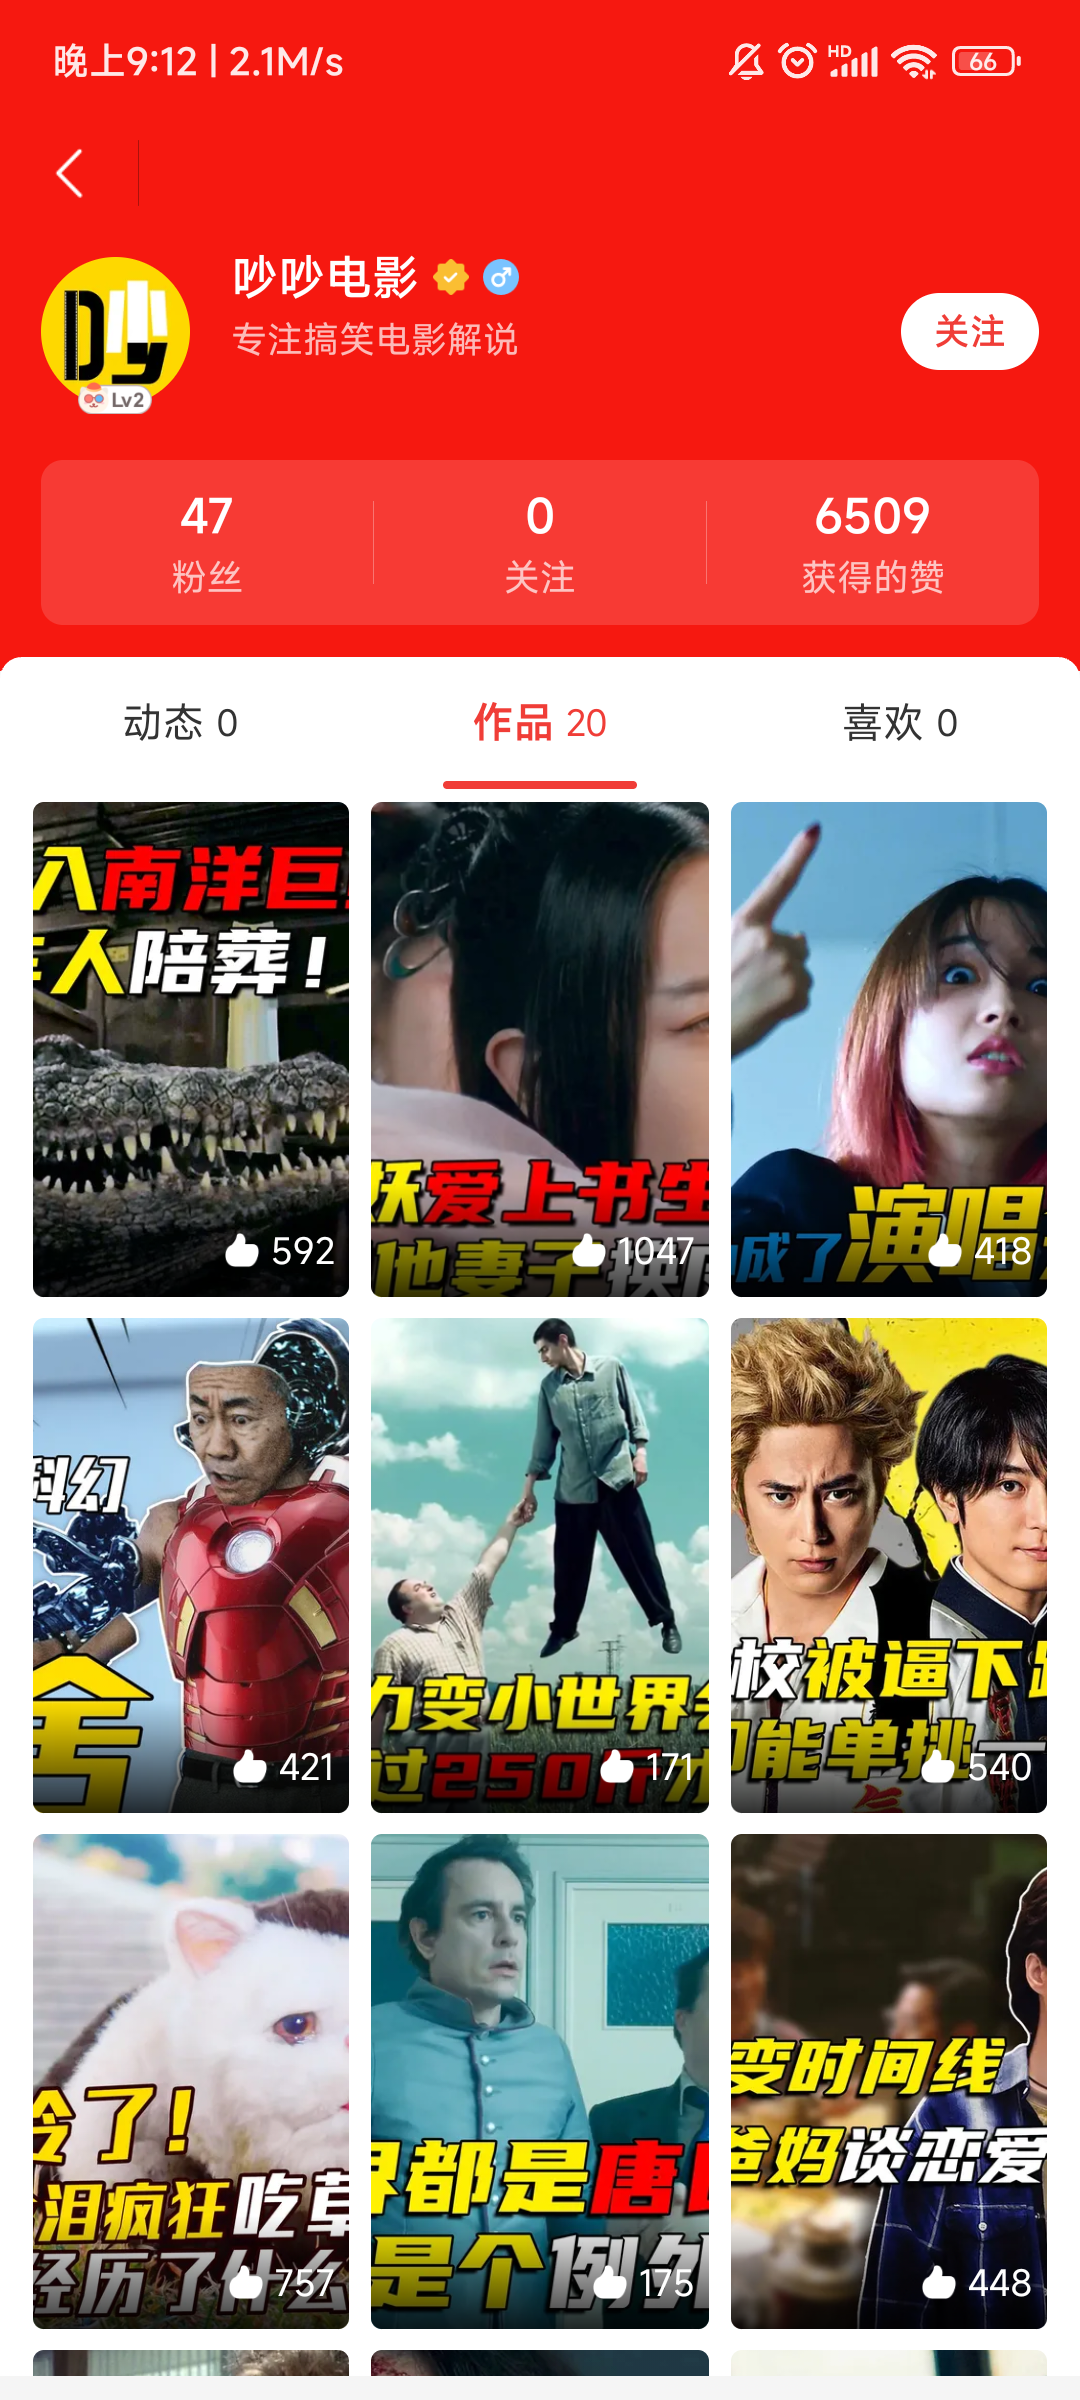 晚上9:12 | 2.1M/s
HD
66
吵吵电影
专注搞笑电影解说
关注
Lv2
47
粉丝
0
关注
6509
获得的赞
动态 0
作品 20
喜欢 0
入南洋巨
人陪葬!
592
妖爱上书生
他妻子换
1047
成了演唱
418
科幻
舍
421
力变小世界
过250斤
171
校被逼下
能单挑一
540
冷了!
泪疯狂吃草
经历了什么
757
界都是唐
是个例外
175
变时间线
爸妈谈恋爱
448